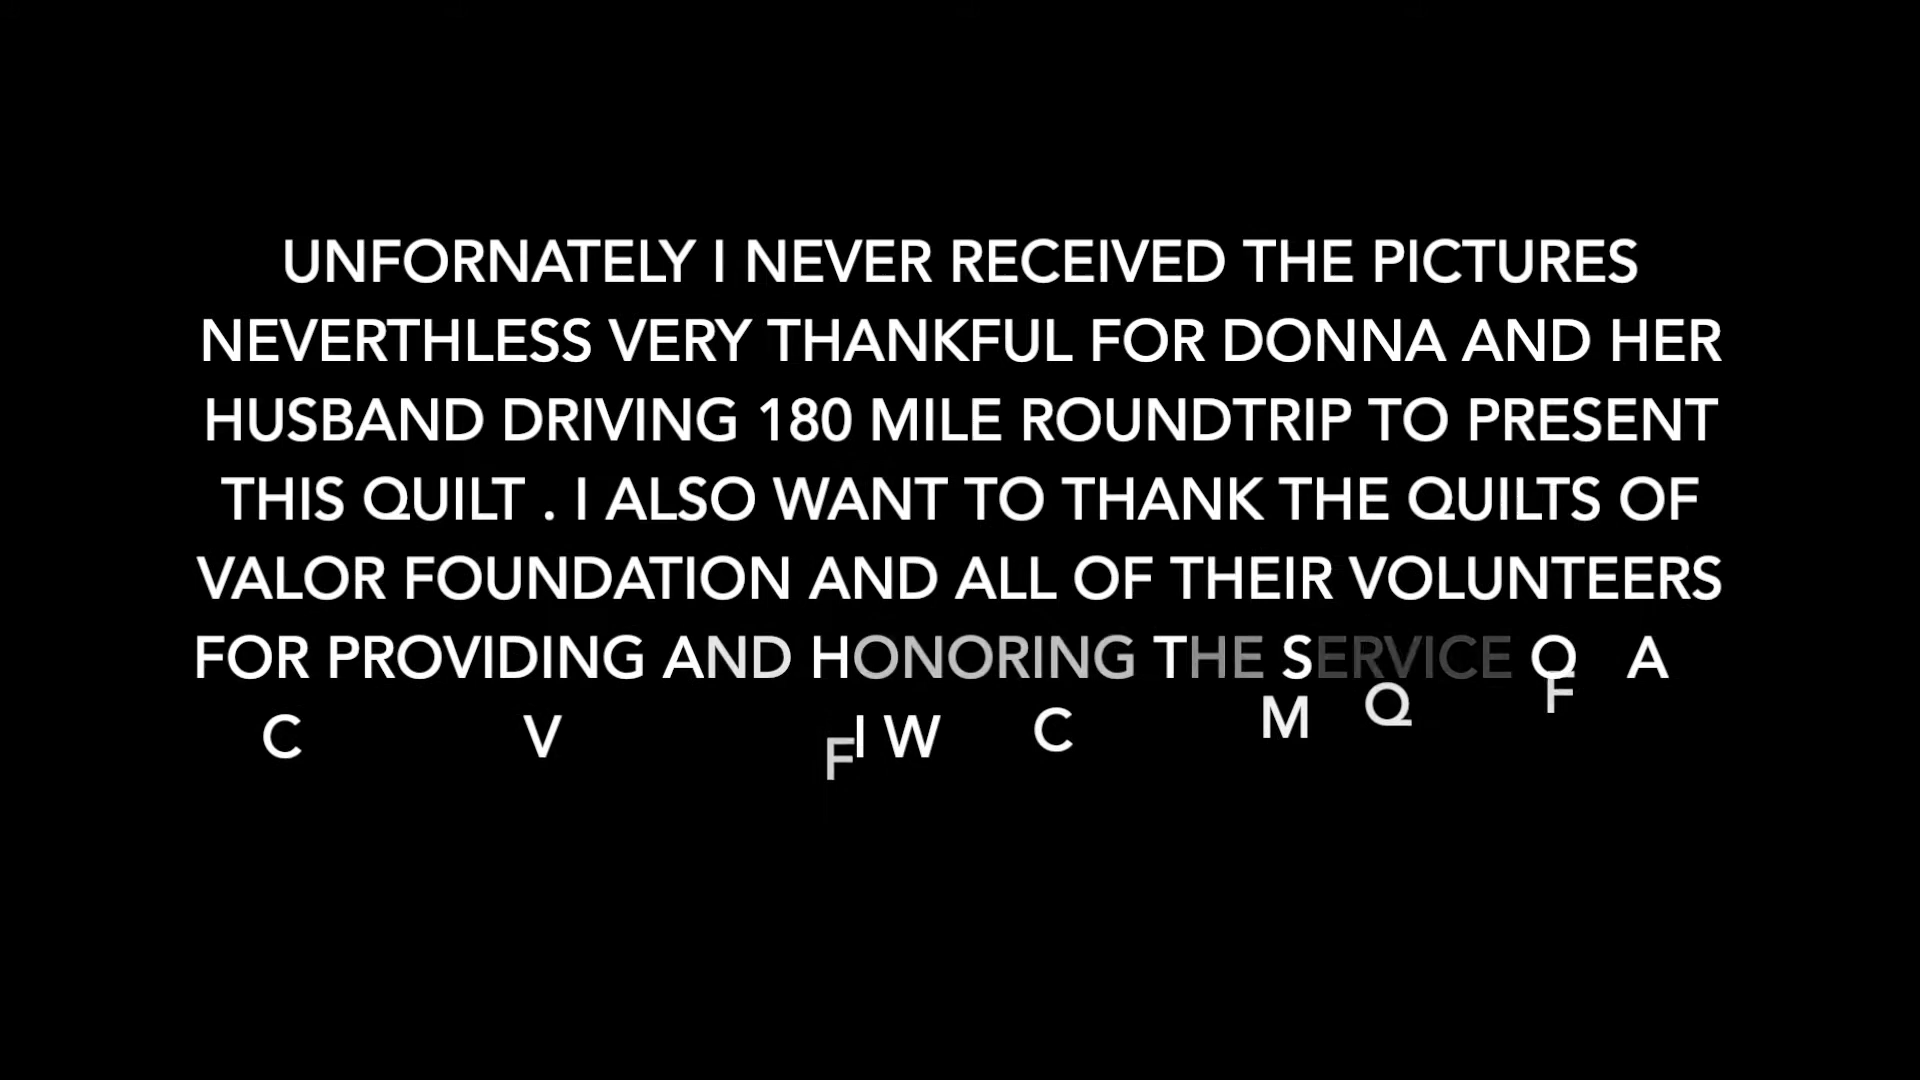 UNFORNATELY I NEVER RECEIVED THE PICTURES
NEVERTHLESS VERY THANKFUL FOR DONNA AND HER
HUSBAND DRIVING 180 MILE ROUNDTRIP TO PRESENT
THIS QUILT . I ALSO WANT TO THANK THE QUILTS OF
VALOR FOUNDATION AND ALL OF THEIR VOLUNTEERS
FOR PROVIDING AND HONORING THE SERVICE O A
C V F I W C M Q F